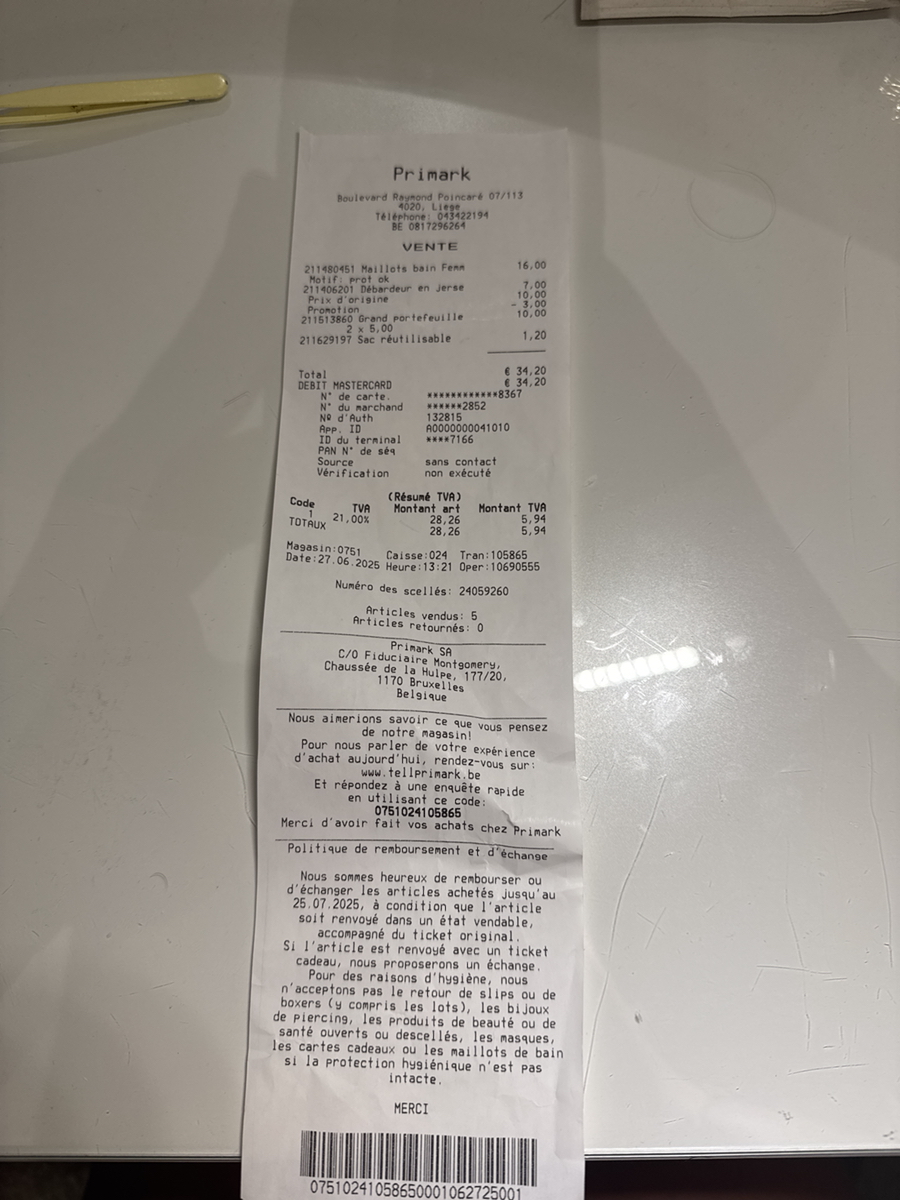 Primark
Boulevard Raymond Poincaré 07/113
4020, Liège
Téléphone: 043422194
BE 0817296264
VENTE
211480451 Maillots bain Femm 16,00
Motif: prot ok
211406201 Débardeur en jerse 7,00
Prix d'origine 10,00
Promotion - 3,00
211513860 Grand portefeuille 10,00
2 x 5,00
211629197 Sac réutilisable 1,20
Total € 34,20
DEBIT MASTERCARD € 34,20
N° de carte. ************8367
N° du marchand ******2852
Nº d'Auth 132815
App. ID A0000000041010
ID du terminal ****7166
PAN N° de séq
Source sans contact
Vérification non exécuté
(Résumé TVA)
Code TVA Montant art Montant TVA
1 21,00% 28,26 5,94
TOTAUX 28,26 5,94
Magasin:0751 Caisse:024 Tran:105865
Date:27.06.2025 Heure:13:21 Oper:10690555
Numéro des scellés: 24059260
Articles vendus: 5
Articles retournés: 0
Primark SA
C/O Fiduciaire Montgomery,
Chaussée de la Hulpe, 177/20,
1170 Bruxelles
Belgique
Nous aimerions savoir ce que vous pensez
de notre magasin!
Pour nous parler de votre expérience
d'achat aujourd'hui, rendez-vous sur:
www.tellprimark.be
Et répondez à une enquête rapide
en utilisant ce code:
0751024105865
Merci d'avoir fait vos achats chez Primark
Politique de remboursement et d'échange
Nous sommes heureux de rembourser ou
d'échanger les articles achetés jusqu'au
25.07.2025, à condition que l'article
soit renvoyé dans un état vendable,
accompagné du ticket original.
Si l'article est renvoyé avec un ticket
cadeau, nous proposerons un échange.
Pour des raisons d'hygiène, nous
n'acceptons pas le retour de slips ou de
boxers (y compris les lots), les bijoux
de piercing, les produits de beauté ou de
santé ouverts ou descellés, les masques,
les cartes cadeaux ou les maillots de bain
si la protection hygiénique n'est pas
intacte.
MERCI
07510241058650001062725001